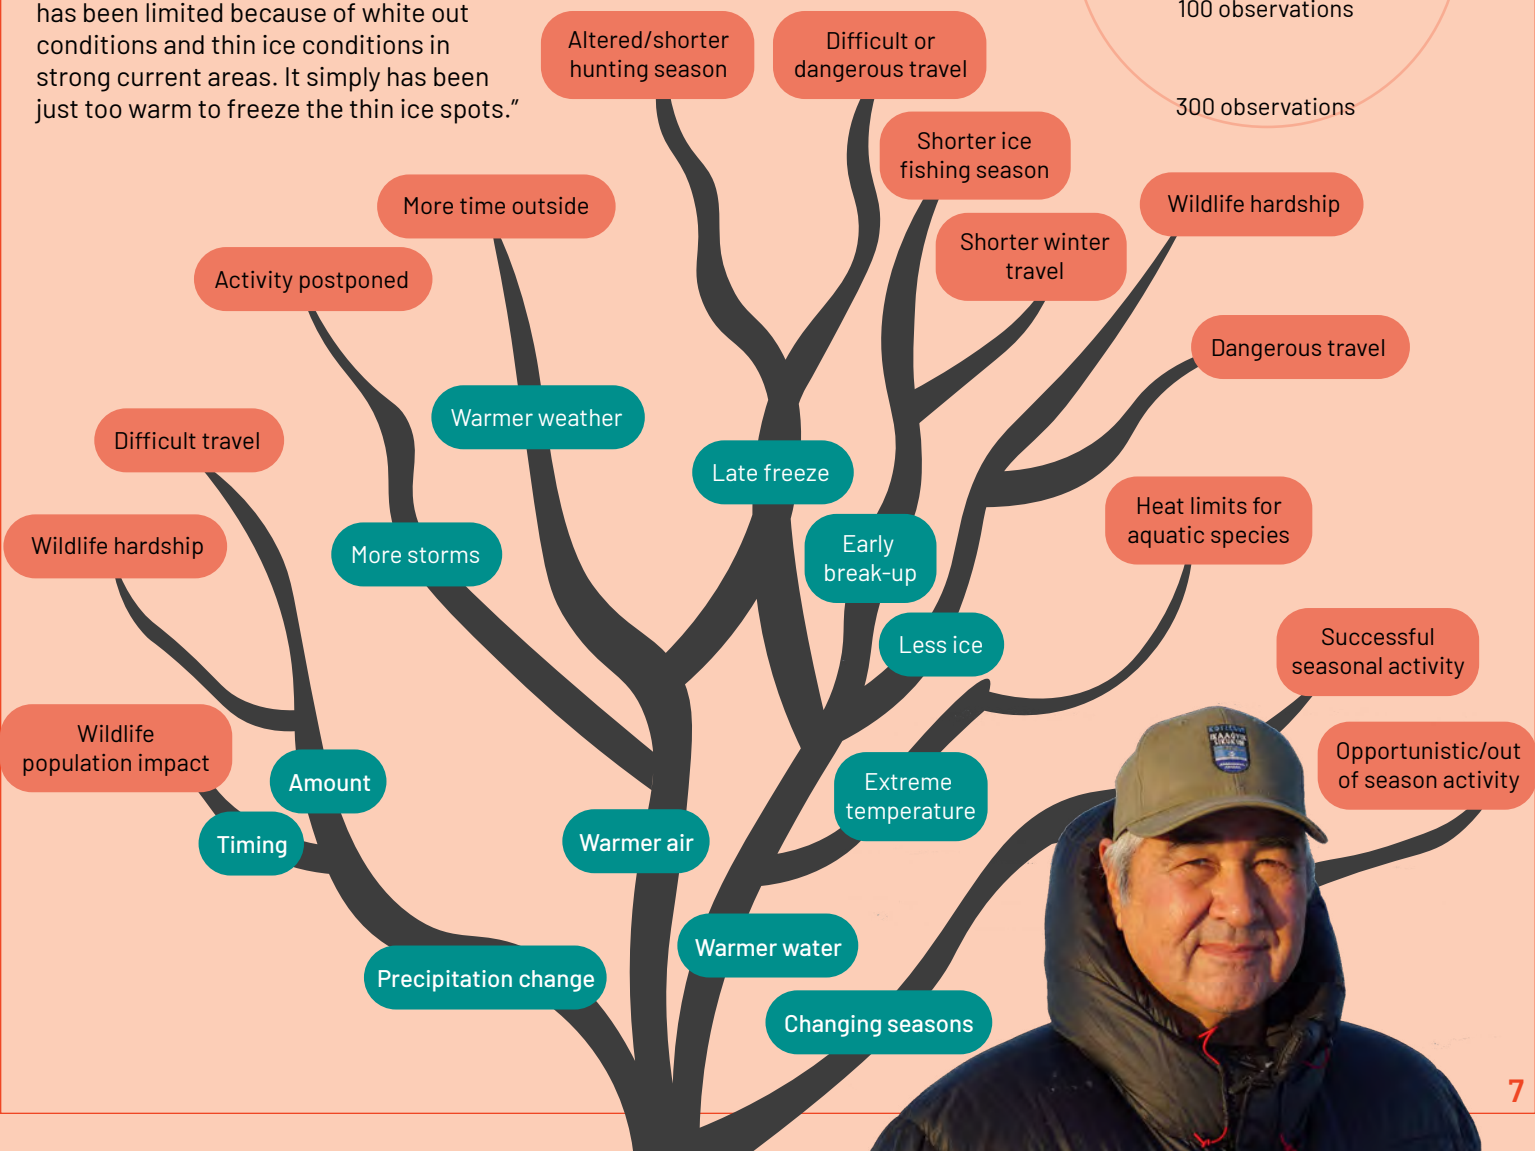 has been limited because of white out
conditions and thin ice conditions in
strong current areas. It simply has been
just too warm to freeze the thin ice spots.”
100 observations
300 observations
Altered/shorter
hunting season
Difficult or
dangerous travel
Shorter ice
fishing season
More time outside
Wildlife hardship
Shorter winter
travel
Activity postponed
Dangerous travel
Warmer weather
Difficult travel
Late freeze
Heat limits for
aquatic species
Wildlife hardship
More storms
Early
break-up
Less ice
Successful
seasonal activity
Wildlife
population impact
Opportunistic/out
of season activity
Amount
Extreme
temperature
Timing
Warmer air
Warmer water
Precipitation change
Changing seasons
7